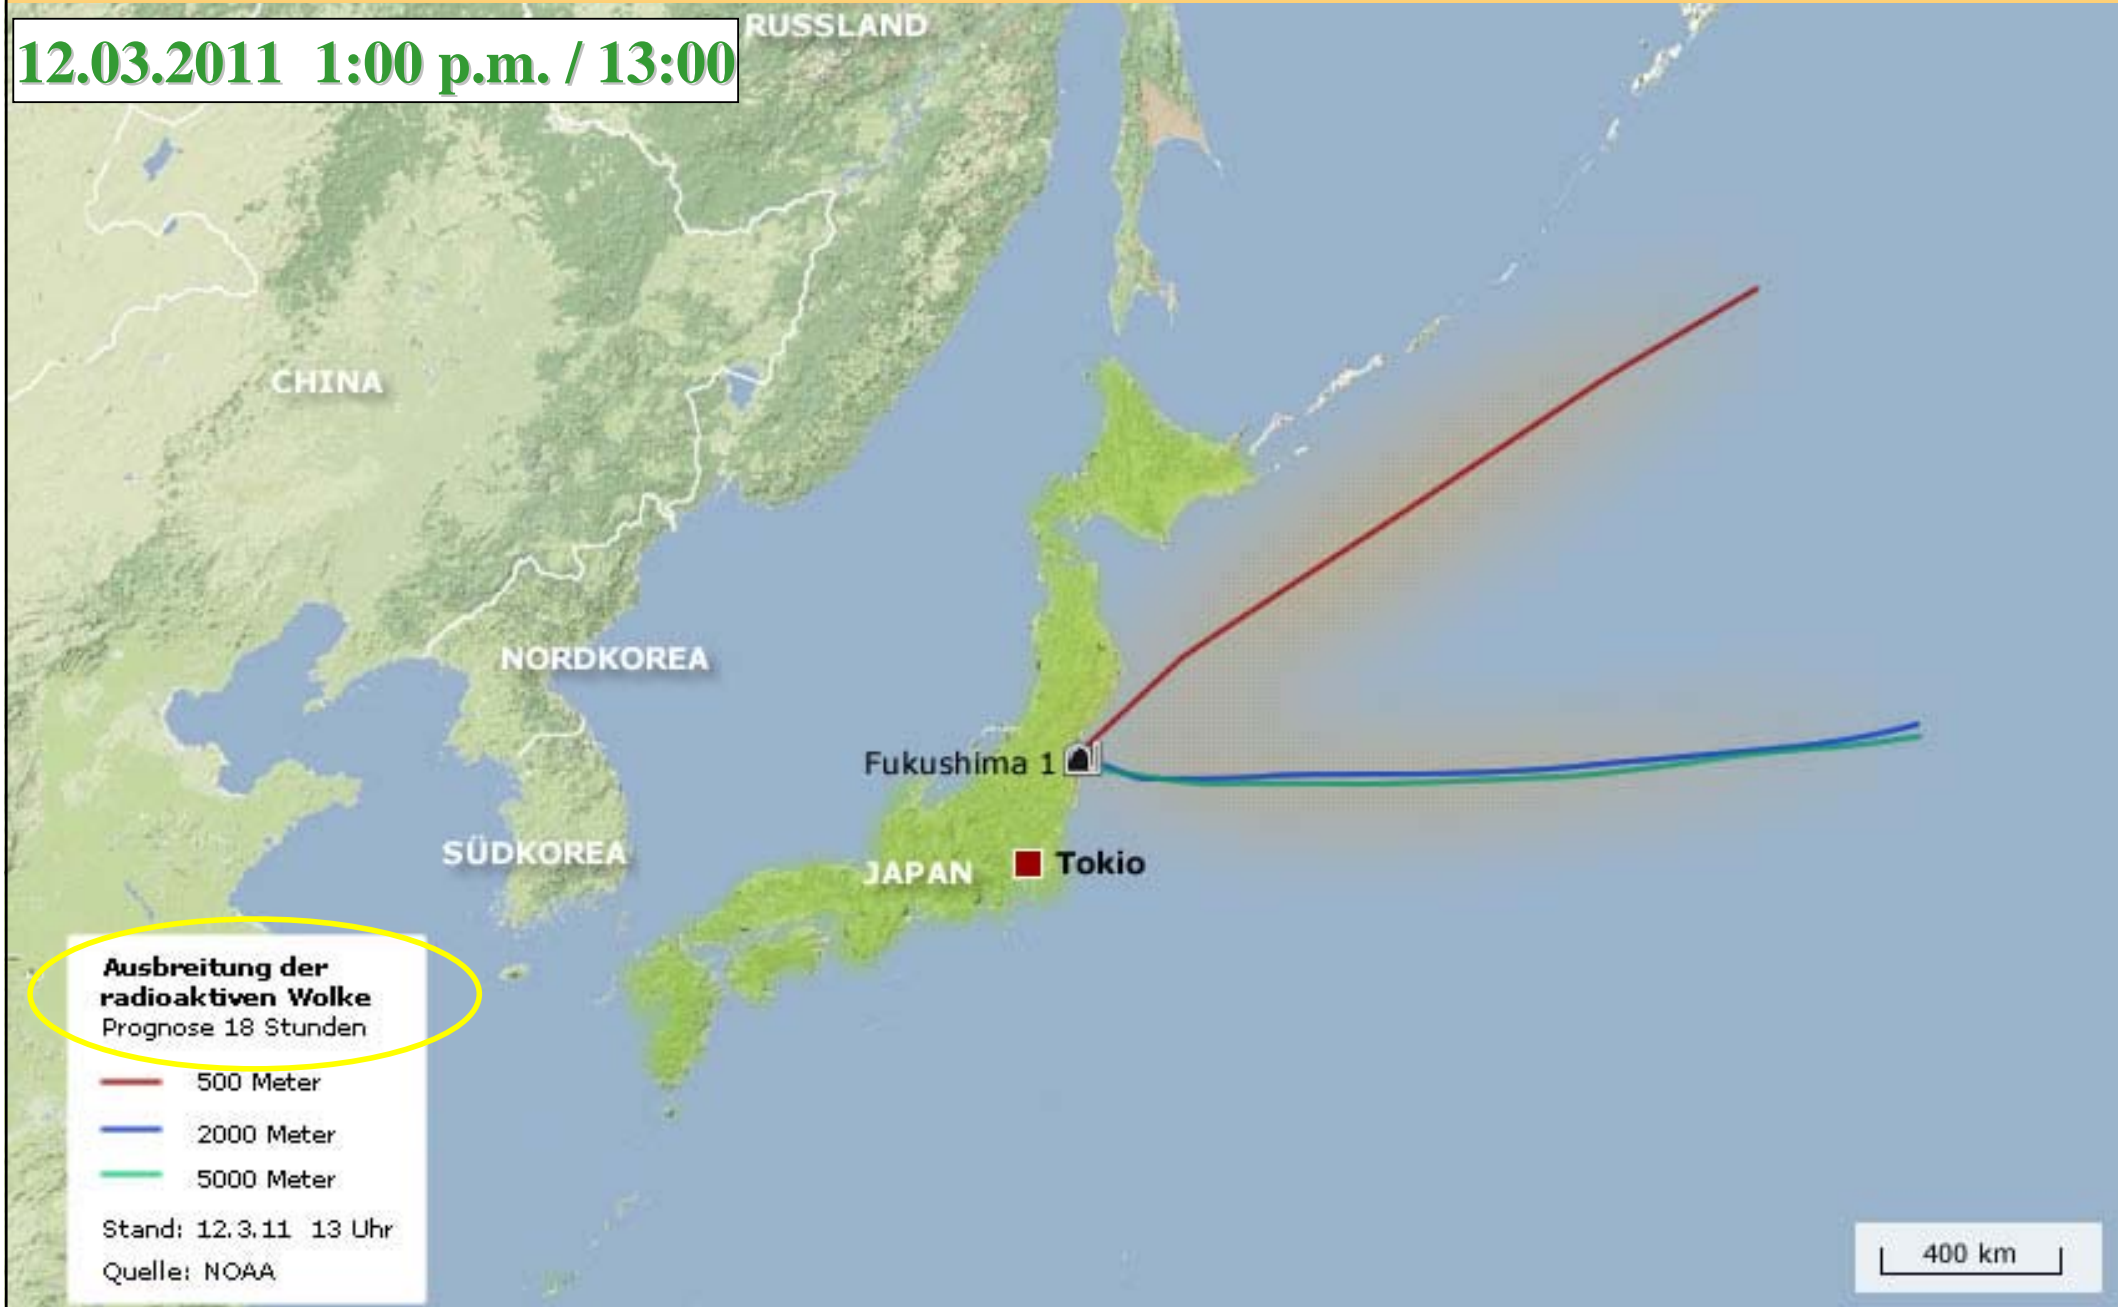 RUSSLAND
12.03.2011 1:00 p.m. / 13:00
CHINA
NORDKOREA
Fukushima 1
SÜDKOREA
JAPAN
Tokio
Ausbreitung der
radioaktiven Wolke
Prognose 18 Stunden
500 Meter
2000 Meter
5000 Meter
Stand: 12.3.11 13 Uhr
Quelle: NOAA
400 km